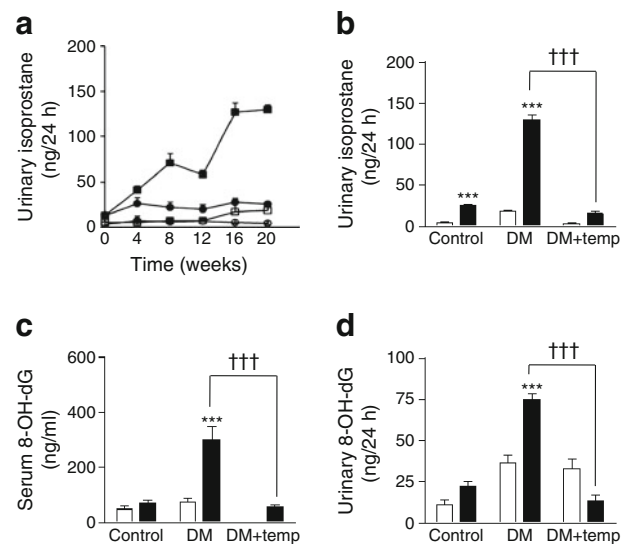 a
Urinary isoprostane
(ng/24 h)
200
150
100
50
0
0 4 8 12 16 20
Time (weeks)
b
Urinary isoprostane
(ng/24 h)
200
150
100
50
0
***
***
†††
Control DM DM+temp
c
Serum 8-OH-dG
(ng/ml)
600
400
200
0
***
†††
Control DM DM+temp
d
Urinary 8-OH-dG
(ng/24 h)
100
75
50
25
0
***
†††
Control DM DM+temp